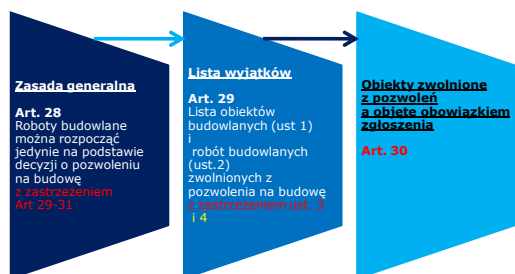 Zasada generalna
Art. 28
Roboty budowlane
można rozpocząć
jedynie na podstawie
decyzji o pozwoleniu
na budowę
z zastrzeżeniem
Art 29-31
Lista wyjątków
Art. 29
Lista obiektów
budowlanych (ust 1)
i
robót budowlanych
(ust.2)
zwolnionych z
pozwolenia na budowę
z zastrzeżeniem ust. 3
i 4
Obiekty zwolnione
z pozwoleń
a objęte obowiązkiem
zgłoszenia
Art. 30